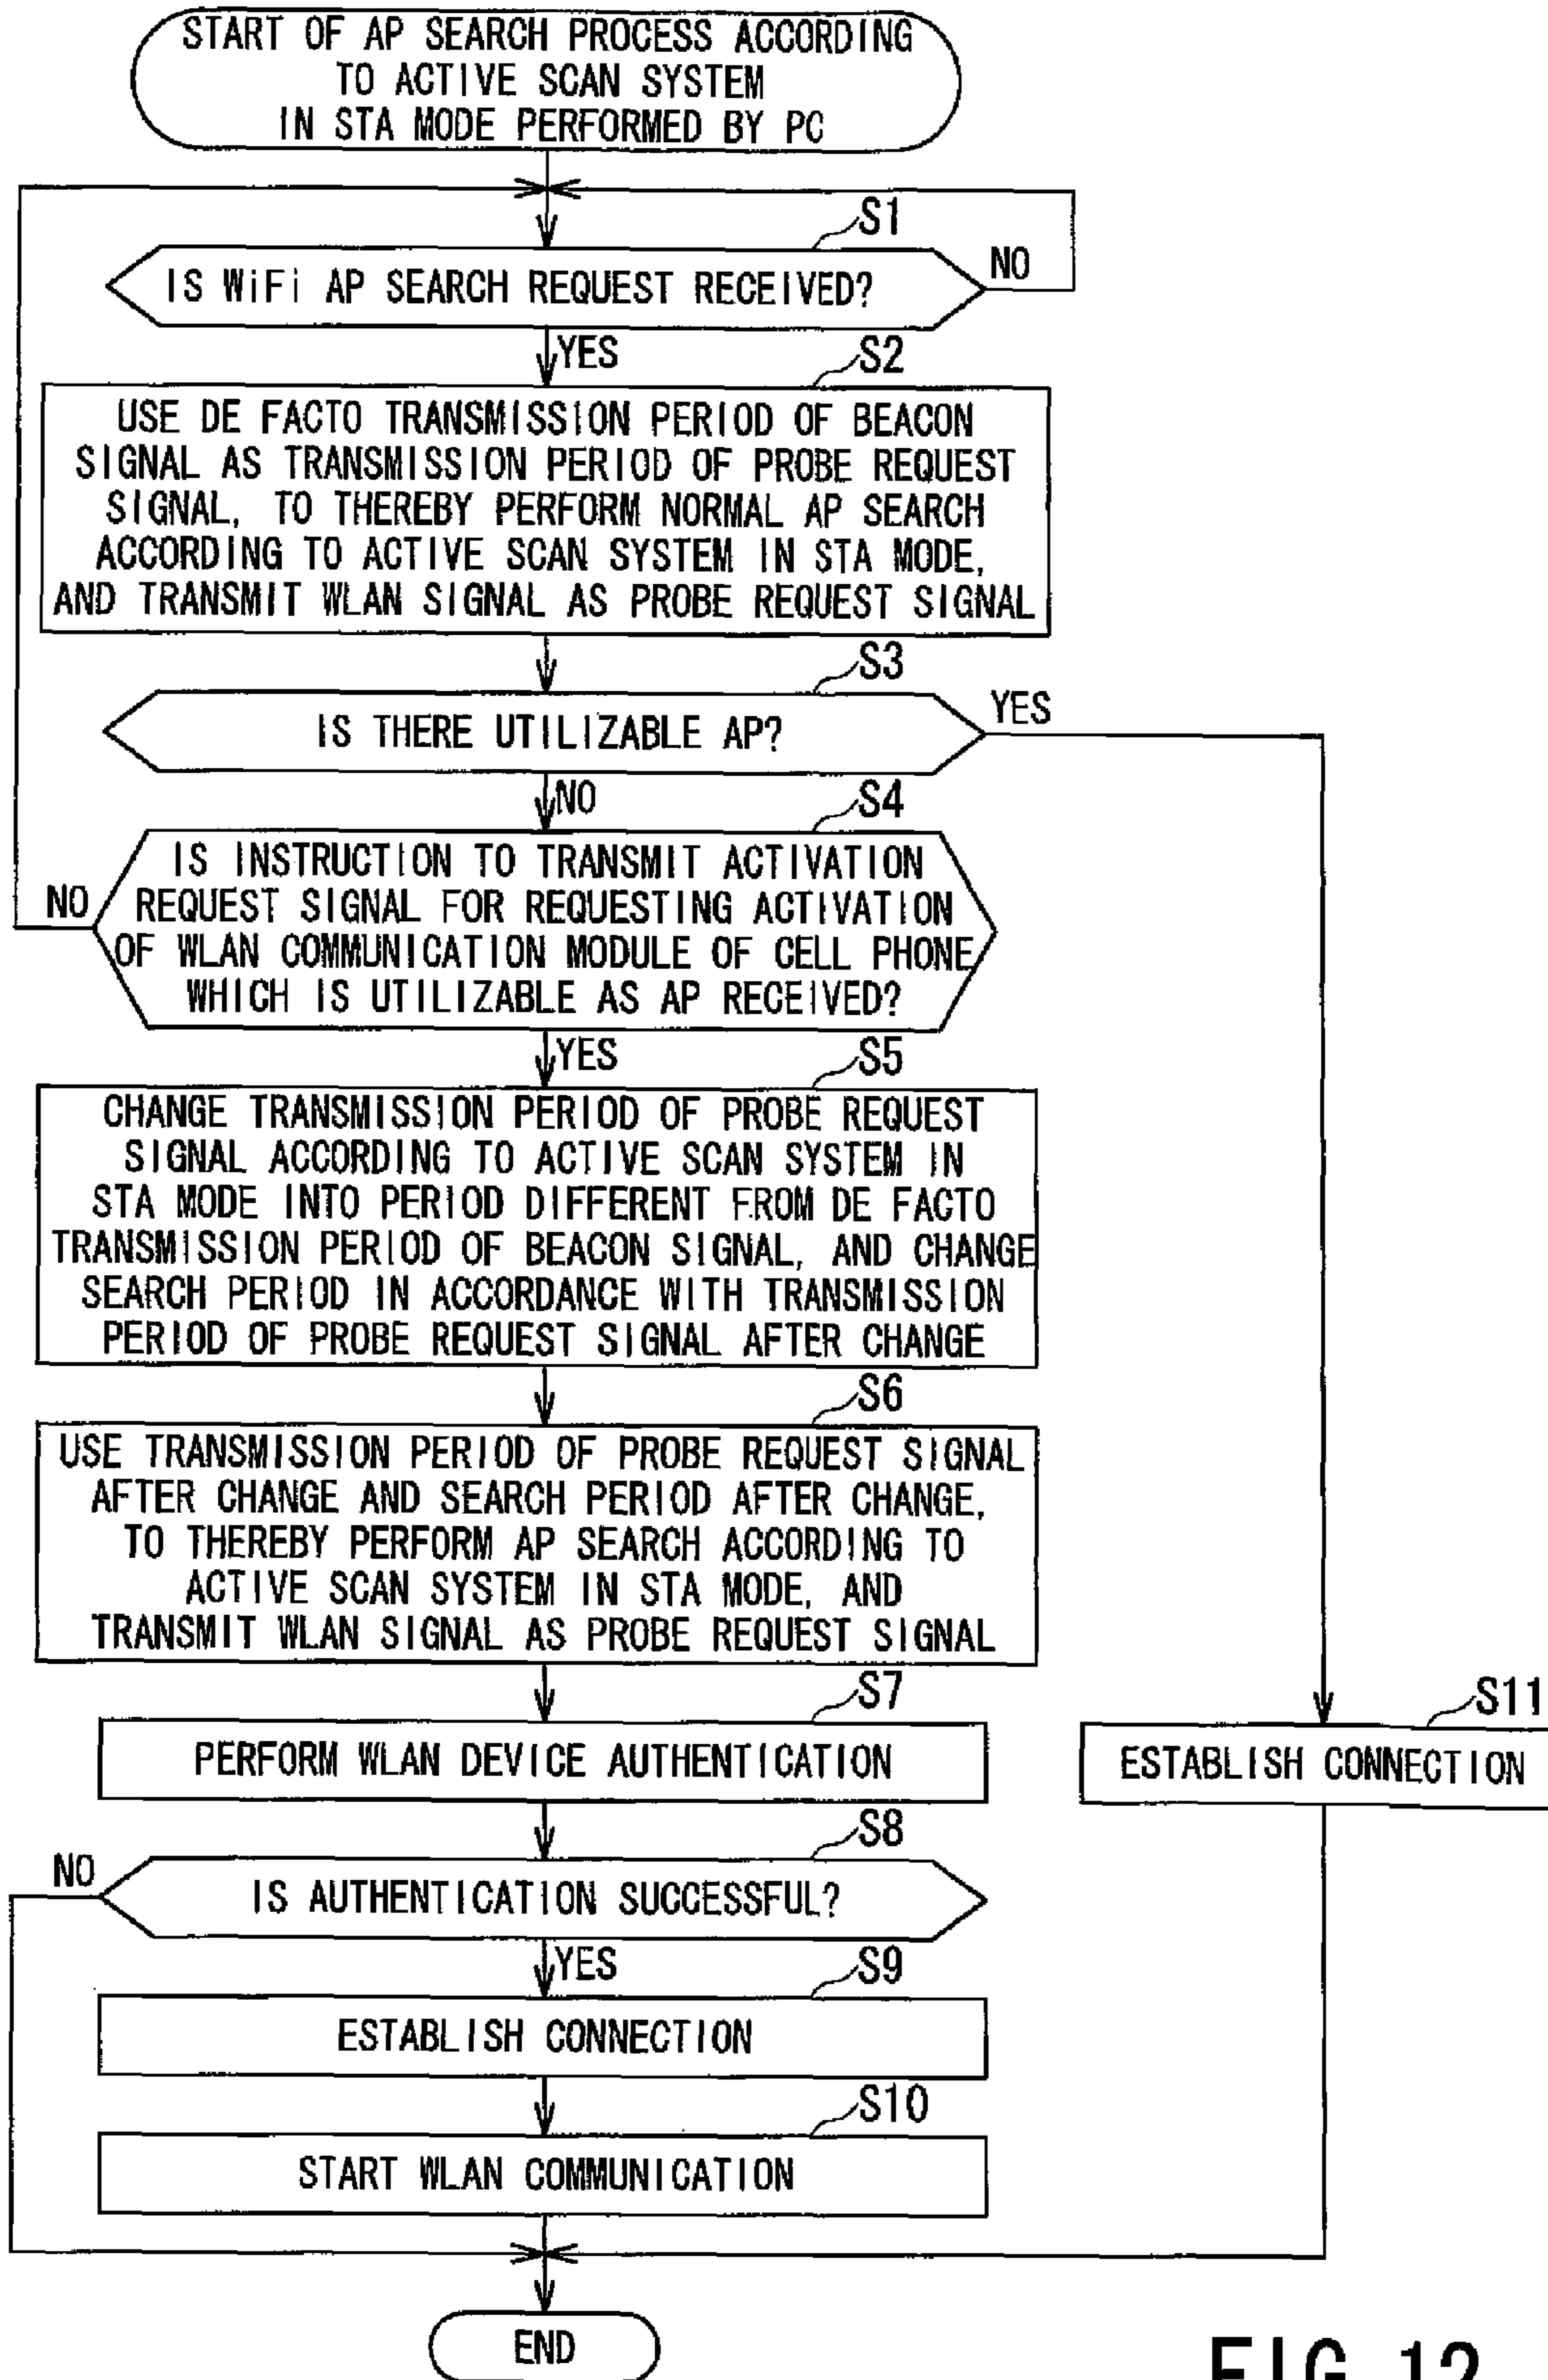 START OF AP SEARCH PROCESS ACCORDING
TO ACTIVE SCAN SYSTEM
IN STA MODE PERFORMED BY PC
S1
IS WiFi AP SEARCH REQUEST RECEIVED?
NO
YES
S2
USE DE FACTO TRANSMISSION PERIOD OF BEACON
SIGNAL AS TRANSMISSION PERIOD OF PROBE REQUEST
SIGNAL, TO THEREBY PERFORM NORMAL AP SEARCH
ACCORDING TO ACTIVE SCAN SYSTEM IN STA MODE,
AND TRANSMIT WLAN SIGNAL AS PROBE REQUEST SIGNAL
S3
IS THERE UTILIZABLE AP?
YES
NO
S4
IS INSTRUCTION TO TRANSMIT ACTIVATION
REQUEST SIGNAL FOR REQUESTING ACTIVATION
OF WLAN COMMUNICATION MODULE OF CELL PHONE
WHICH IS UTILIZABLE AS AP RECEIVED?
NO
YES
S5
CHANGE TRANSMISSION PERIOD OF PROBE REQUEST
SIGNAL ACCORDING TO ACTIVE SCAN SYSTEM IN
STA MODE INTO PERIOD DIFFERENT FROM DE FACTO
TRANSMISSION PERIOD OF BEACON SIGNAL, AND CHANGE
SEARCH PERIOD IN ACCORDANCE WITH TRANSMISSION
PERIOD OF PROBE REQUEST SIGNAL AFTER CHANGE
S6
USE TRANSMISSION PERIOD OF PROBE REQUEST SIGNAL
AFTER CHANGE AND SEARCH PERIOD AFTER CHANGE,
TO THEREBY PERFORM AP SEARCH ACCORDING TO
ACTIVE SCAN SYSTEM IN STA MODE, AND
TRANSMIT WLAN SIGNAL AS PROBE REQUEST SIGNAL
S7
PERFORM WLAN DEVICE AUTHENTICATION
S11
ESTABLISH CONNECTION
S8
NO
IS AUTHENTICATION SUCCESSFUL?
YES
S9
ESTABLISH CONNECTION
S10
START WLAN COMMUNICATION
END
FIG. 12